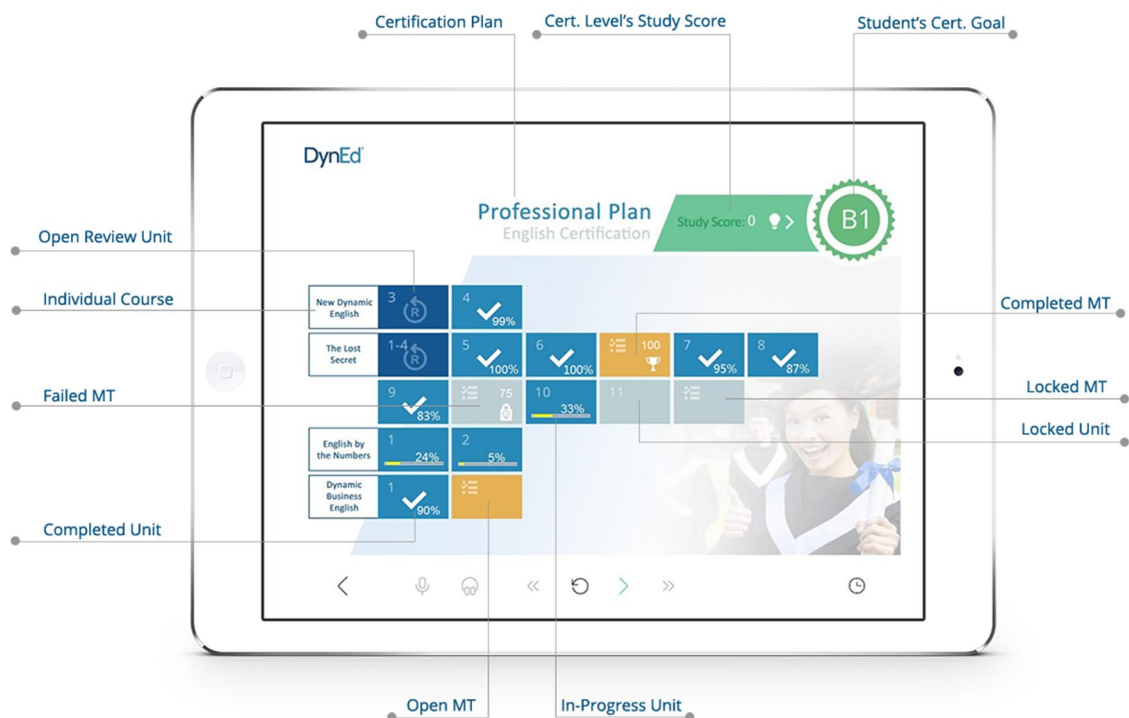 Certification Plan
Cert. Level's Study Score
Student's Cert. Goal
DynEd
Professional Plan
English Certification
Study Score: 0
B1
Open Review Unit
Individual Course
New Dynamic
English
3
R
4
99%
Completed MT
The Lost
Secret
1-4
R
5
100%
6
100%
100
7
95%
8
87%
Failed MT
9
83%
75
10
33%
11
Locked MT
Locked Unit
English by
the Numbers
1
24%
2
5%
Dynamic
Business
English
1
90%
Completed Unit
Open MT
In-Progress Unit